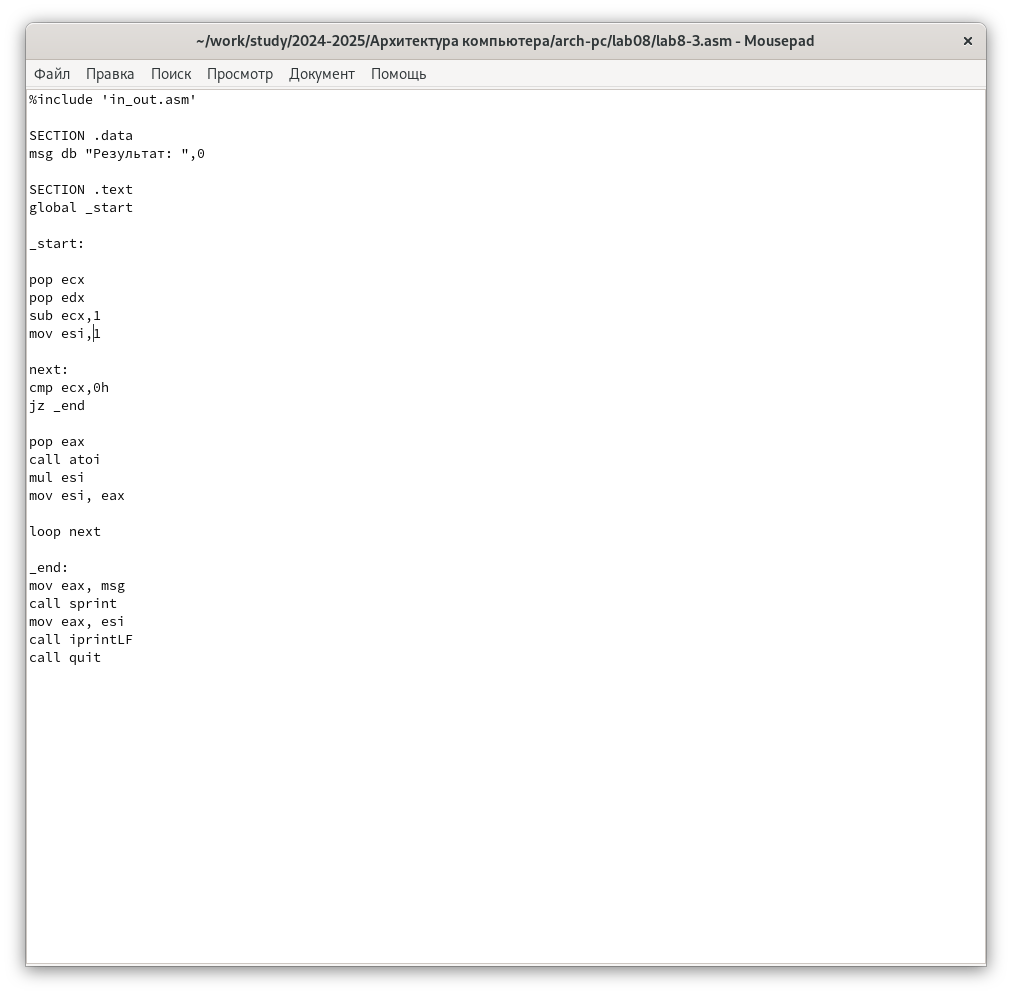 ~/work/study/2024-2025/Архитектура компьютера/arch-pc/lab08/lab8-3.asm - Mousepad
Файл Правка Поиск Просмотр Документ Помощь
%include 'in_out.asm'
SECTION .data
msg db "Результат: ",0
SECTION .text
global _start
_start:
pop ecx
pop edx
sub ecx,1
mov esi,1
next:
cmp ecx,0h
jz _end
pop eax
call atoi
mul esi
mov esi, eax
loop next
_end:
mov eax, msg
call sprint
mov eax, esi
call iprintLF
call quit